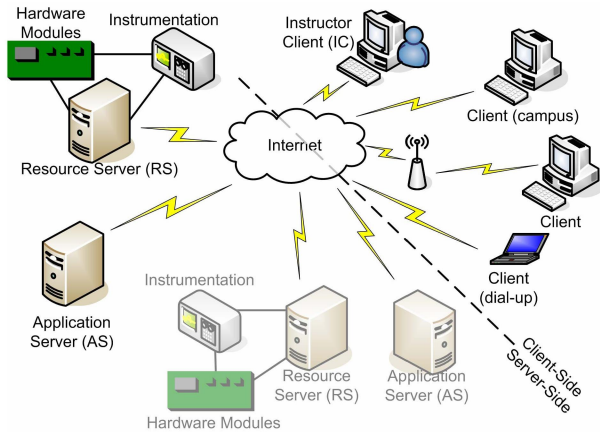 Hardware
Modules
Instrumentation
Instructor
Client (IC)
Client (campus)
Internet
Resource Server (RS)
Client
Application
Server (AS)
Client
(dial-up)
Instrumentation
Resource
Server (RS)
Application
Server (AS)
Hardware Modules
Client-Side
Server-Side